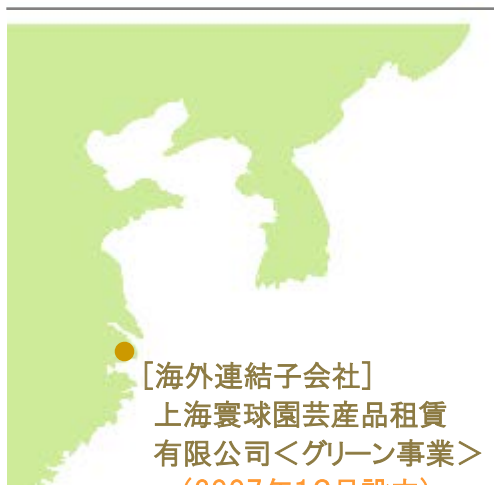 [海外連結子会社]
上海寰球園芸産品租賃
有限公司＜グリーン事業＞